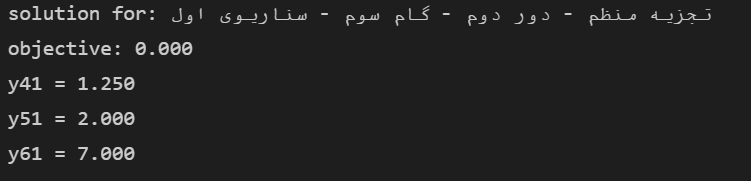 solution for: تجزیه منظم - دور دوم - گام سوم - سناریوی اول
objective: 0.000
y41 = 1.250
y51 = 2.000
y61 = 7.000